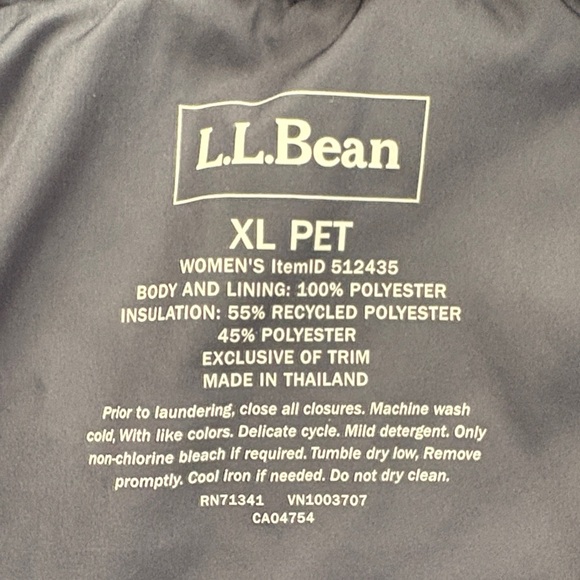 L.L.Bean
XL PET
WOMEN'S ItemID 512435
BODY AND LINING: 100% POLYESTER
INSULATION: 55% RECYCLED POLYESTER
45% POLYESTER
EXCLUSIVE OF TRIM
MADE IN THAILAND
Prior to laundering, close all closures. Machine wash
cold, With like colors. Delicate cycle. Mild detergent. Only
non-chlorine bleach if required. Tumble dry low, Remove
promptly. Cool iron if needed. Do not dry clean.
RN71341 VN1003707
CA04754